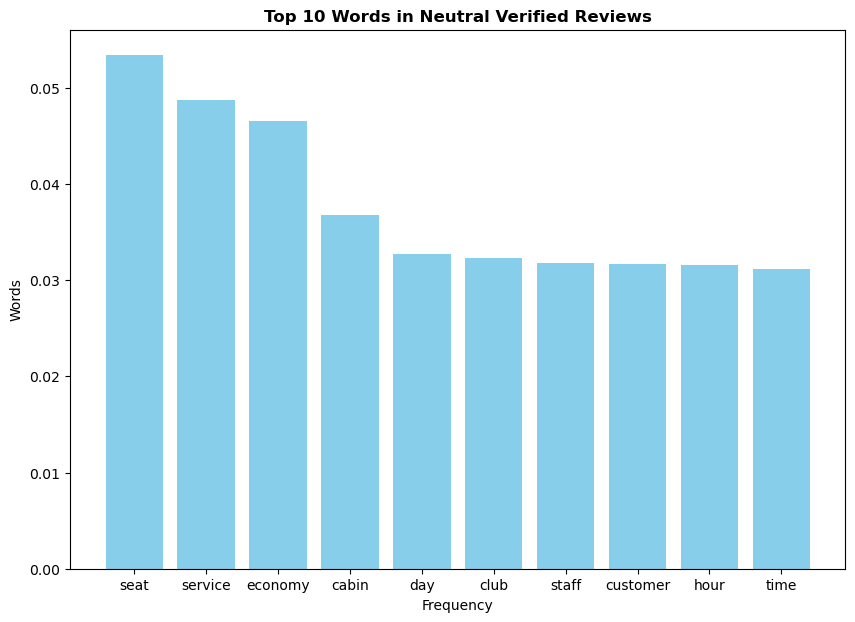 Top 10 Words in Neutral Verified Reviews
Words
0.05
0.04
0.03
0.02
0.01
0.00
seat service economy cabin day club staff customer hour time
Frequency